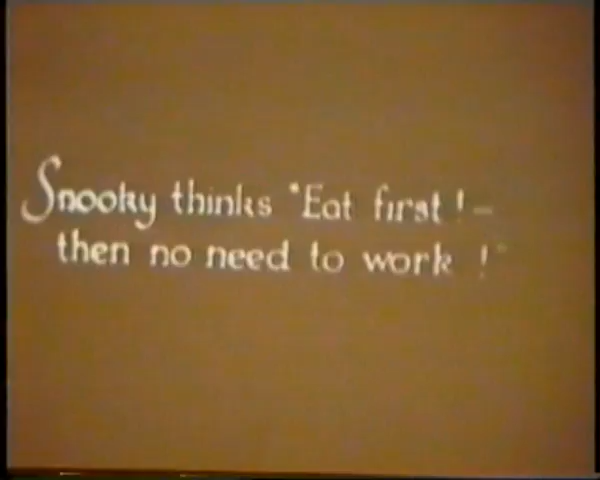 Snooky thinks "Eat first! –
then no need to work!"